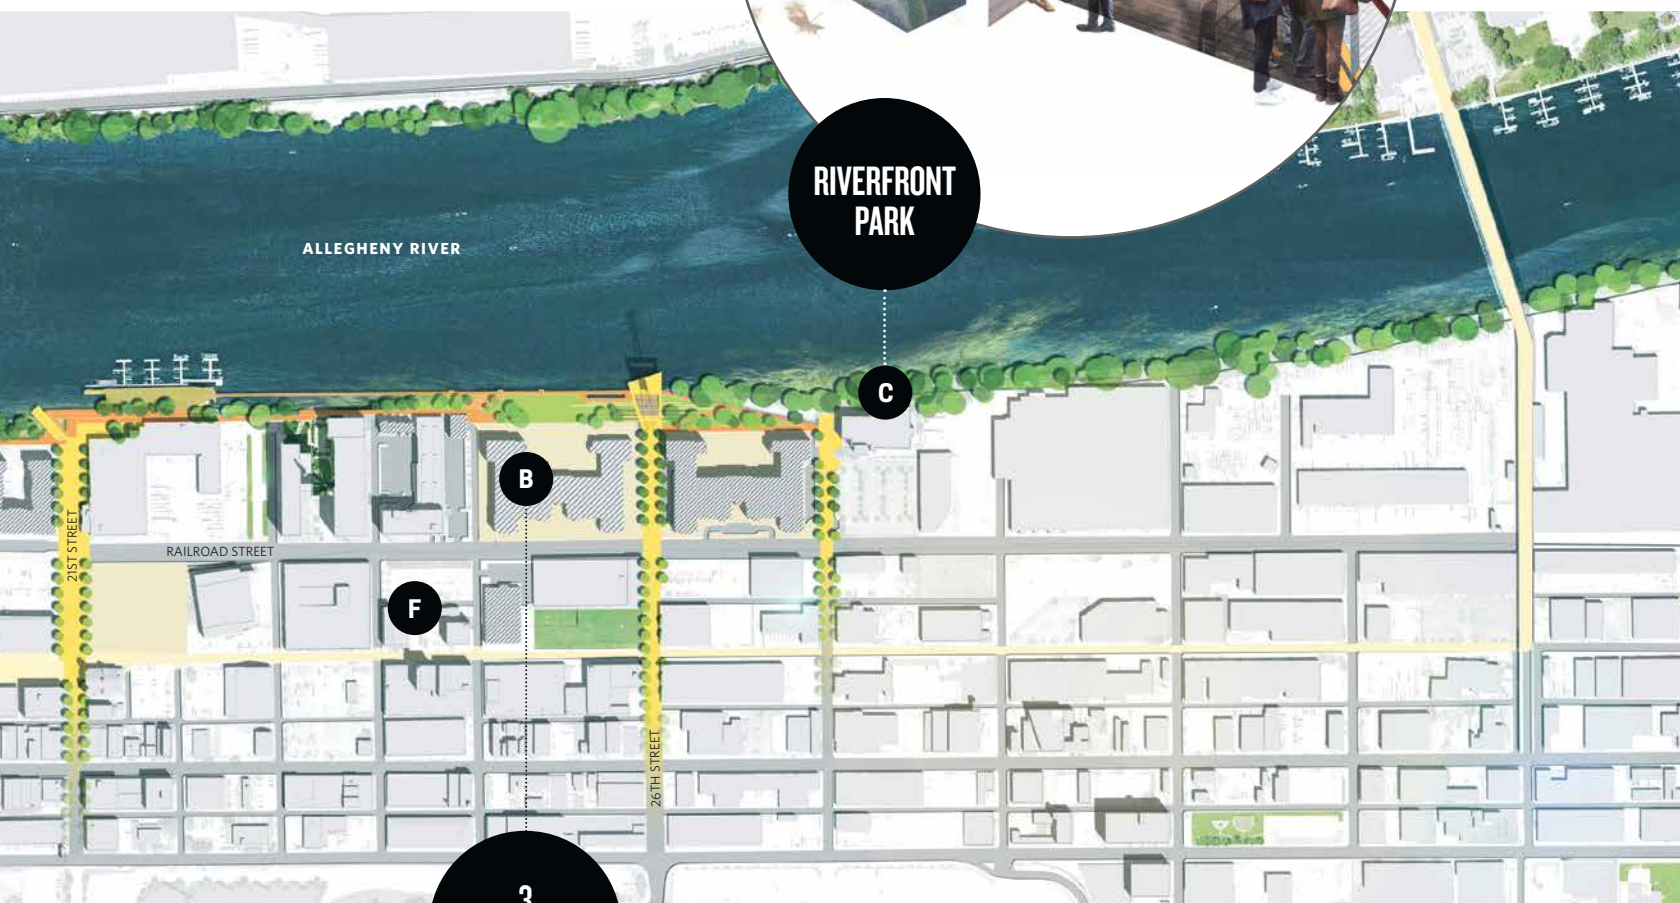 RIVERFRONT
PARK
ALLEGHENY RIVER
C
B
21ST STREET
RAILROAD STREET
F
26TH STREET
3